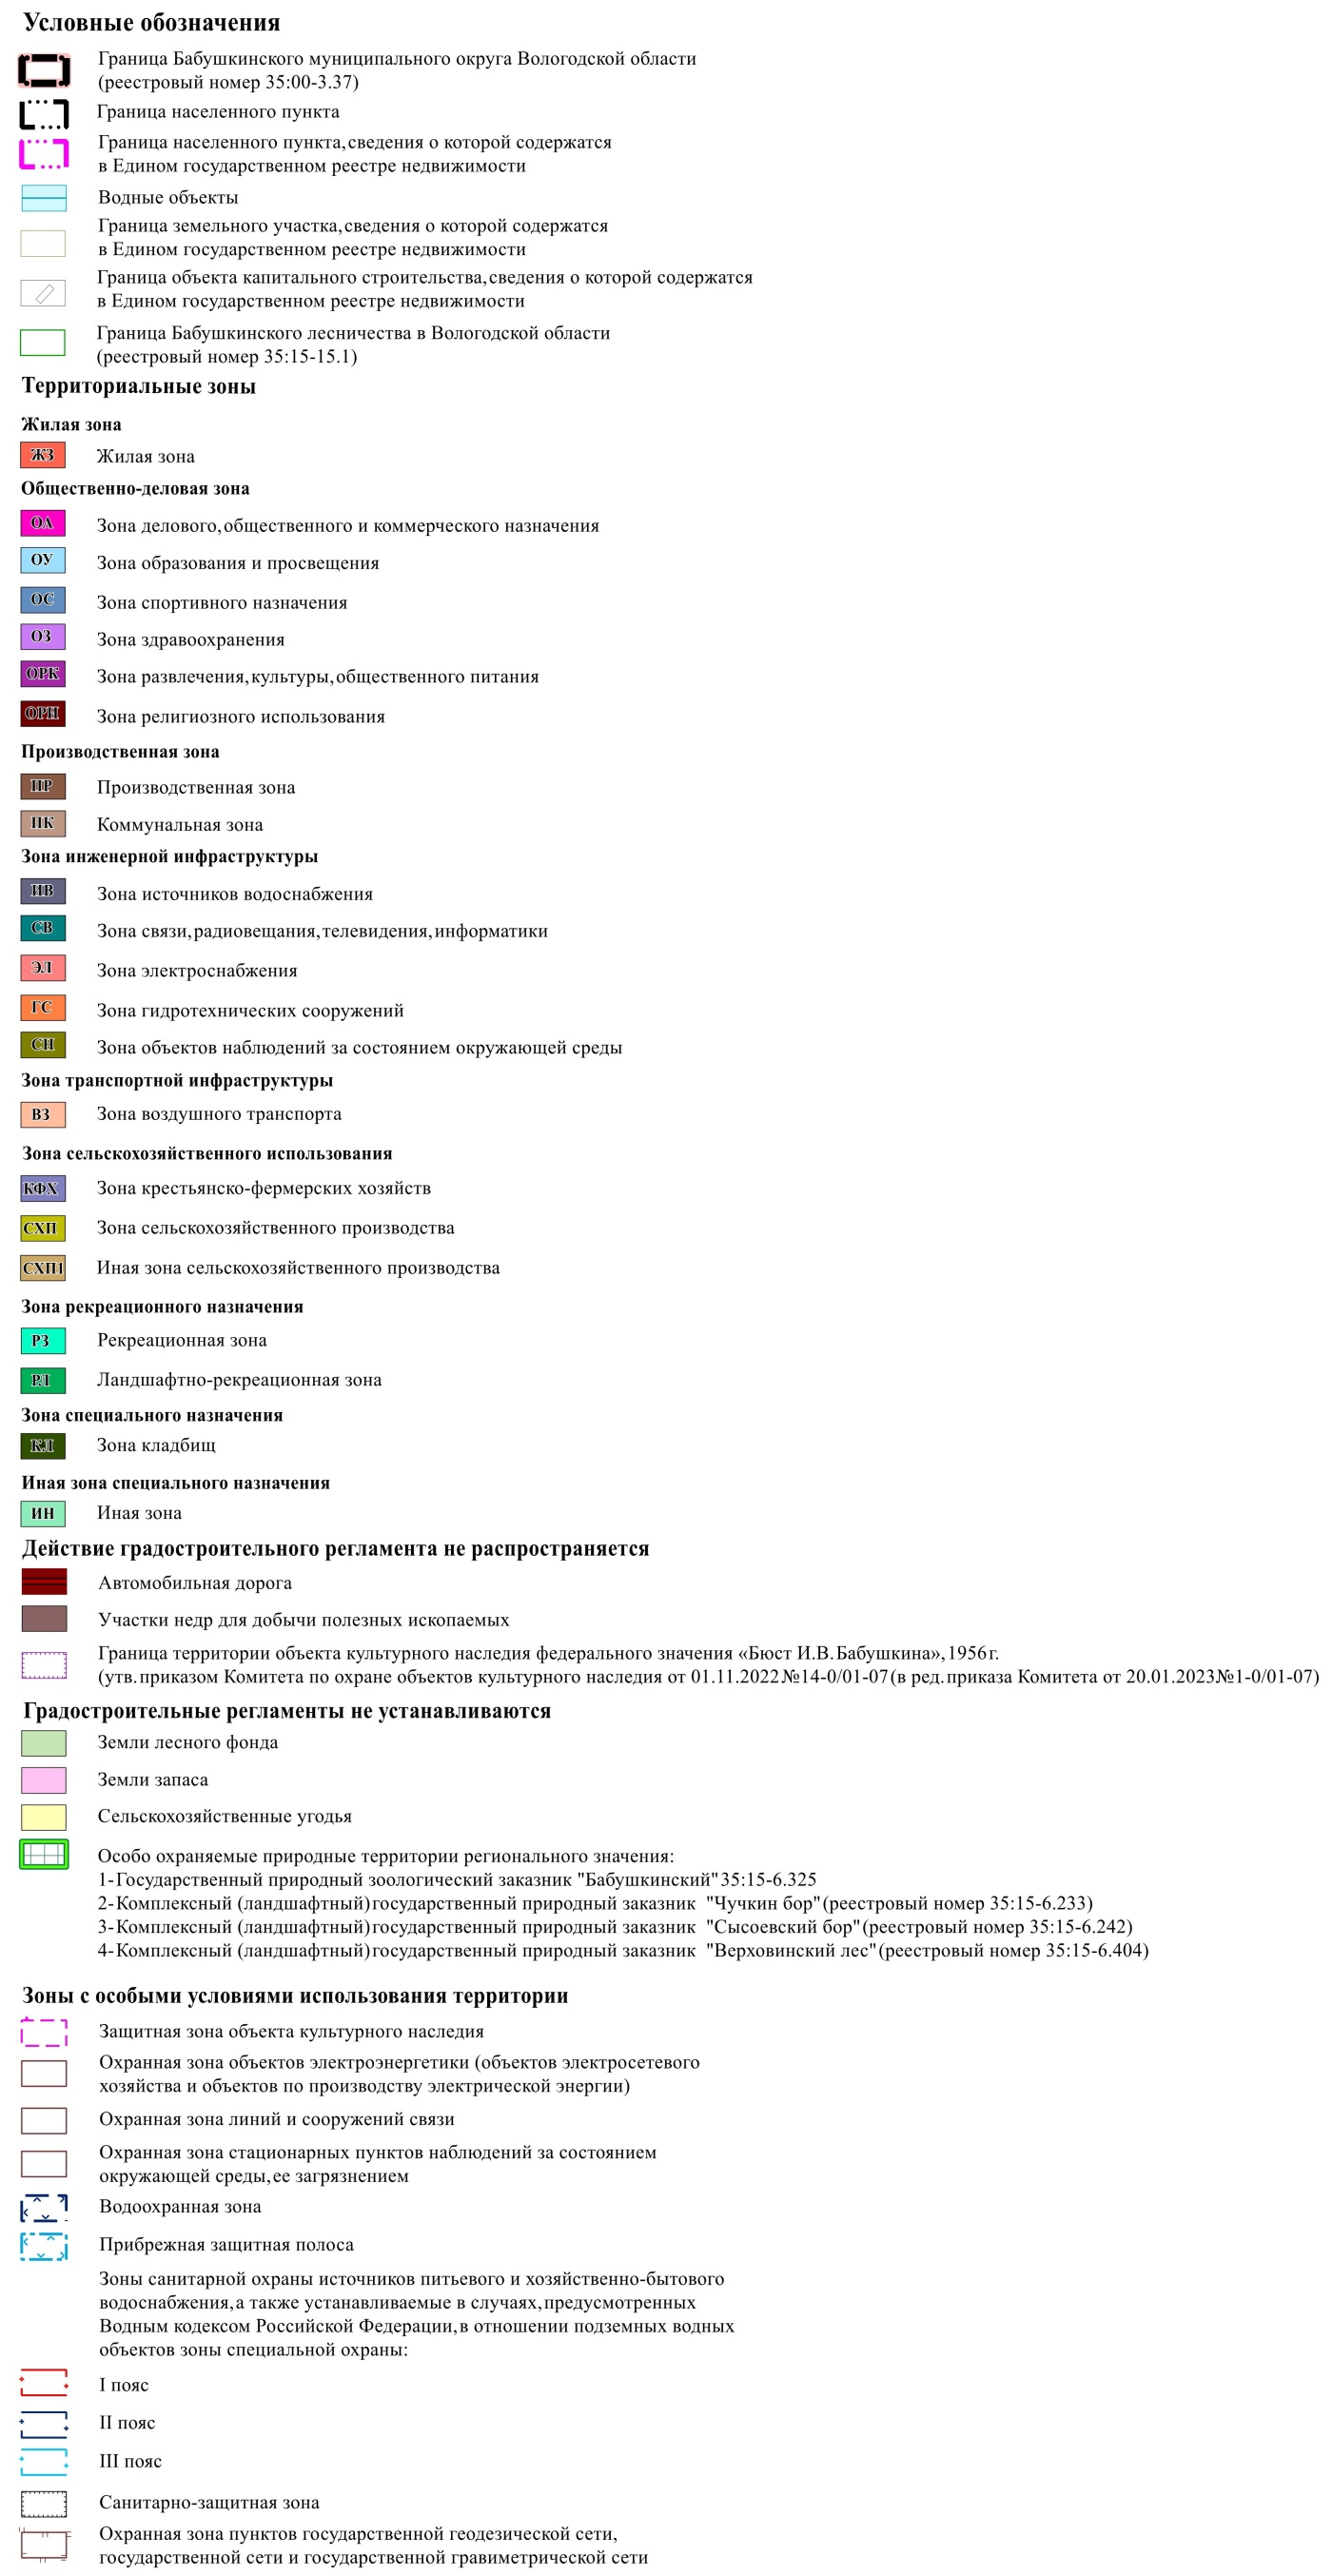 Условные обозначения
Граница Бабушкинского муниципального округа Вологодской области
(реестровый номер 35:00-3.37)
Граница населенного пункта
Граница населенного пункта, сведения о которой содержатся
в Едином государственном реестре недвижимости
Водные объекты
Граница земельного участка, сведения о которой содержатся
в Едином государственном реестре недвижимости
Граница объекта капитального строительства, сведения о которой содержатся
в Едином государственном реестре недвижимости
Граница Бабушкинского лесничества в Вологодской области
(реестровый номер 35:15-15.1)
Территориальные зоны
Жилая зона
ЖЗ Жилая зона
Общественно-деловая зона
ОД Зона делового, общественного и коммерческого назначения
ОУ Зона образования и просвещения
ОС Зона спортивного назначения
ОЗ Зона здравоохранения
ОРК Зона развлечения, культуры, общественного питания
ОРИ Зона религиозного использования
Производственная зона
ПР Производственная зона
ПК Коммунальная зона
Зона инженерной инфраструктуры
ИВ Зона источников водоснабжения
СВ Зона связи, радиовещания, телевидения, информатики
ЭЛ Зона электроснабжения
ГС Зона гидротехнических сооружений
СН Зона объектов наблюдений за состоянием окружающей среды
Зона транспортной инфраструктуры
ВЗ Зона воздушного транспорта
Зона сельскохозяйственного использования
КФХ Зона крестьянско-фермерских хозяйств
СХП Зона сельскохозяйственного производства
СХП1 Иная зона сельскохозяйственного производства
Зона рекреационного назначения
РЗ Рекреационная зона
РЛ Ландшафтно-рекреационная зона
Зона специального назначения
КЛ Зона кладбищ
Иная зона специального назначения
ИН Иная зона
Действие градостроительного регламента не распространяется
Автомобильная дорога
Участки недр для добычи полезных ископаемых
Граница территории объекта культурного наследия федерального значения «Бюст И.В. Бабушкина», 1956 г.
(утв. приказом Комитета по охране объектов культурного наследия от 01.11.2022 №14-0/01-07 (в ред. приказа Комитета от 20.01.2023 №1-0/01-07)
Градостроительные регламенты не устанавливаются
Земли лесного фонда
Земли запаса
Сельскохозяйственные угодья
Особо охраняемые природные территории регионального значения:
1-Государственный природный зоологический заказник "Бабушкинский" 35:15-6.325
2-Комплексный (ландшафтный) государственный природный заказник "Чучкин бор" (реестровый номер 35:15-6.233)
3-Комплексный (ландшафтный) государственный природный заказник "Сысоевский бор" (реестровый номер 35:15-6.242)
4-Комплексный (ландшафтный) государственный природный заказник "Верховинский лес" (реестровый номер 35:15-6.404)
Зоны с особыми условиями использования территории
Защитная зона объекта культурного наследия
Охранная зона объектов электроэнергетики (объектов электросетевого
хозяйства и объектов по производству электрической энергии)
Охранная зона линий и сооружений связи
Охранная зона стационарных пунктов наблюдений за состоянием
окружающей среды, ее загрязнением
Водоохранная зона
Прибрежная защитная полоса
Зоны санитарной охраны источников питьевого и хозяйственно-бытового
водоснабжения, а также устанавливаемые в случаях, предусмотренных
Водным кодексом Российской Федерации, в отношении подземных водных
объектов зоны специальной охраны:
I пояс
II пояс
III пояс
Санитарно-защитная зона
Охранная зона пунктов государственной геодезической сети,
государственной сети и государственной гравиметрической сети